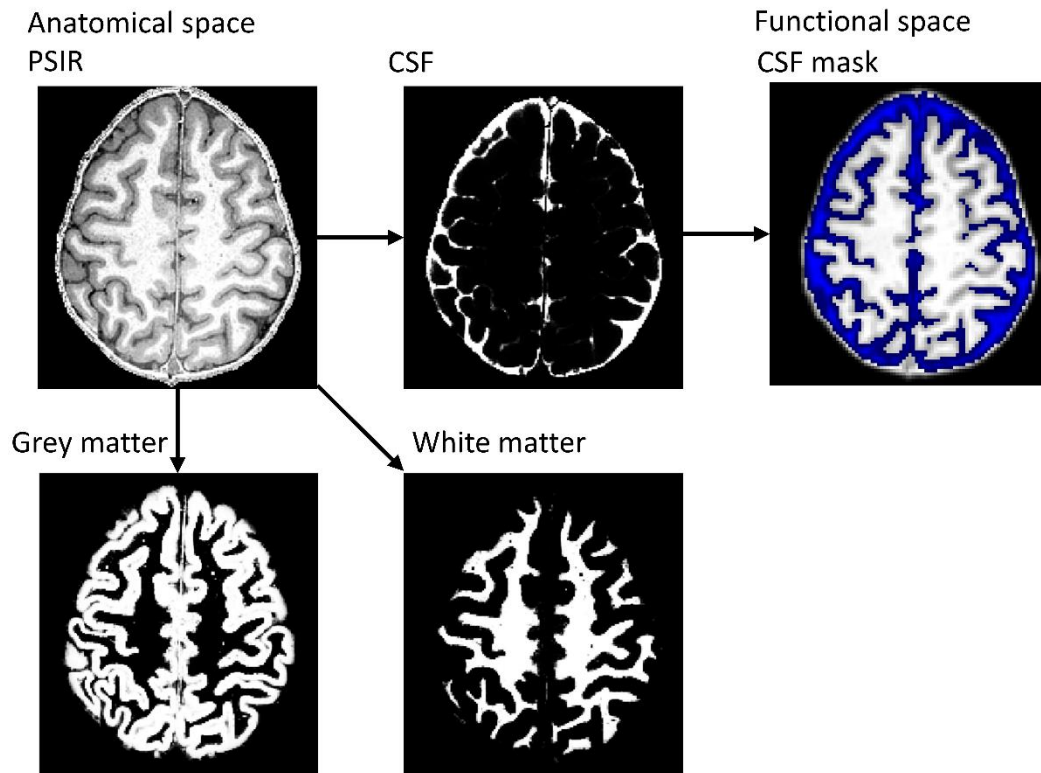 Anatomical space
PSIR
CSF
Functional space
CSF mask
Grey matter
White matter